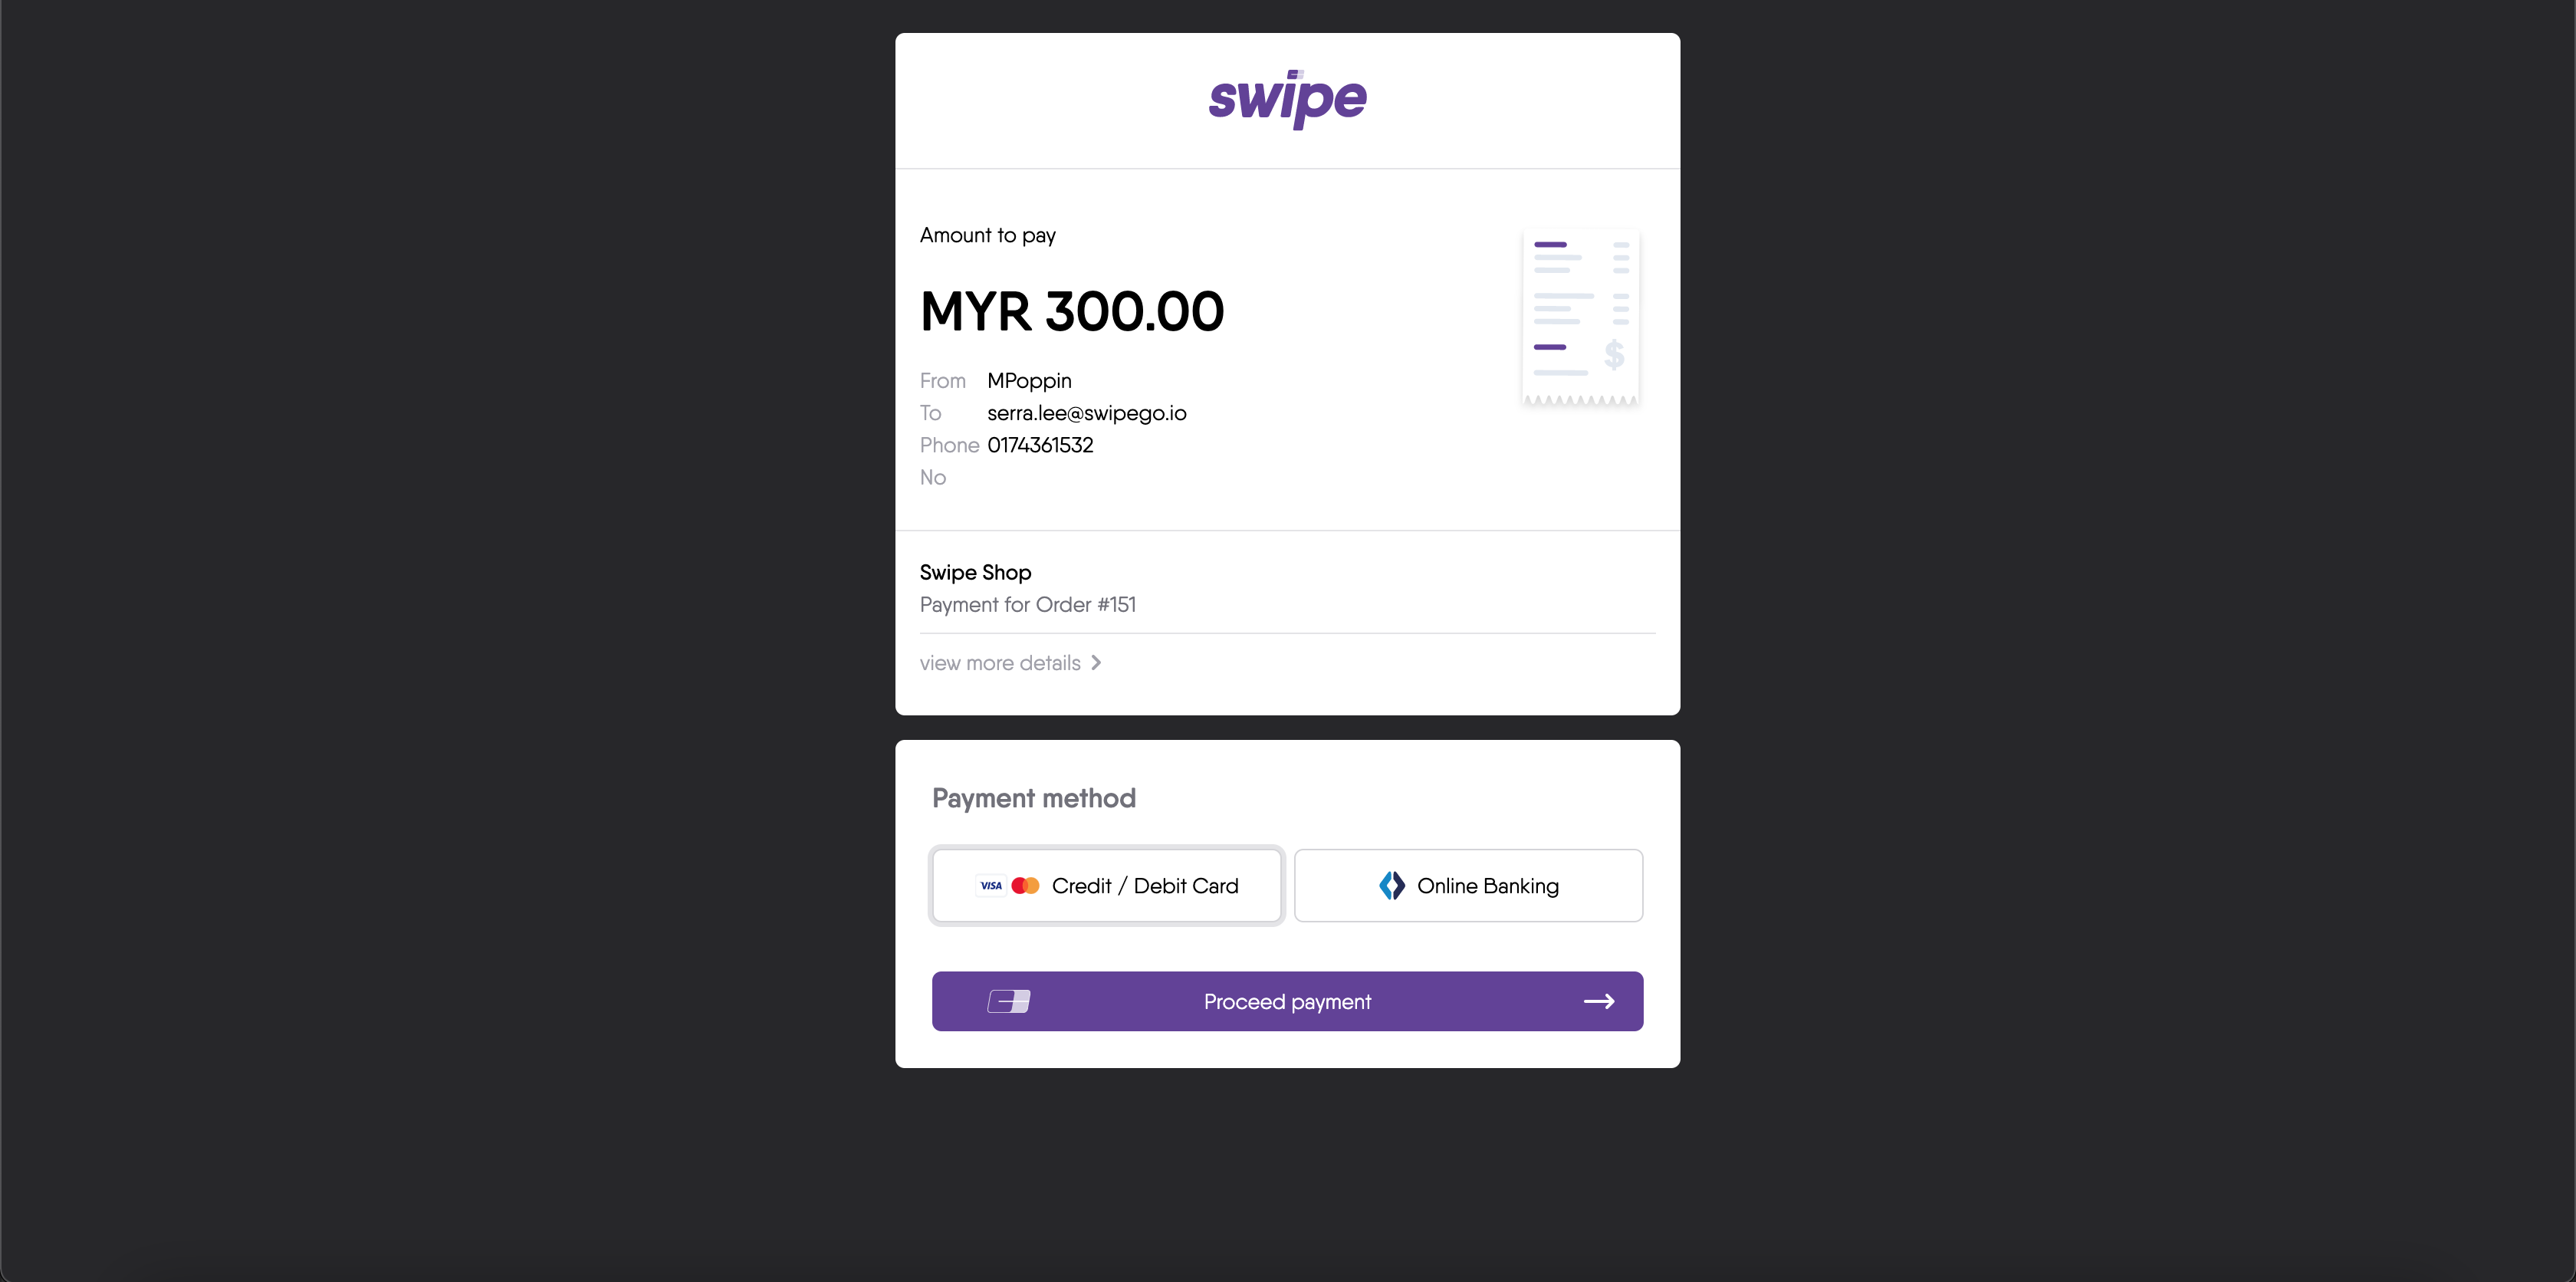 swipe
Amount to pay
MYR 300.00
From MPoppin
To serra.lee@swipego.io
Phone 0174361532
No
$
Swipe Shop
Payment for Order #151
view more details
Payment method
VISA Credit / Debit Card
Online Banking
Proceed payment